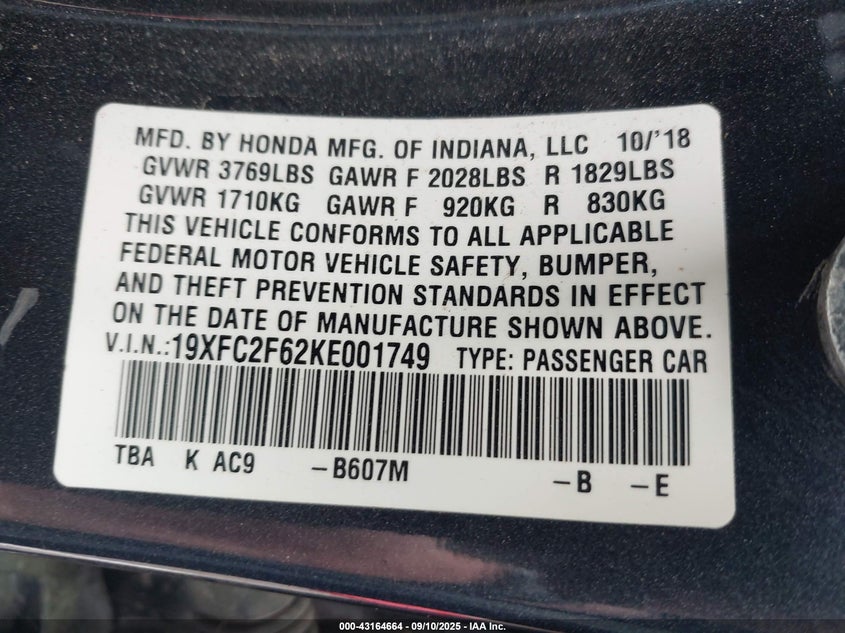 MFD. BY HONDA MFG. OF INDIANA, LLC 10/'18
GVWR 3769LBS GAWR F 2028LBS R 1829LBS
GVWR 1710KG GAWR F 920KG R 830KG
THIS VEHICLE CONFORMS TO ALL APPLICABLE
FEDERAL MOTOR VEHICLE SAFETY, BUMPER,
AND THEFT PREVENTION STANDARDS IN EFFECT
ON THE DATE OF MANUFACTURE SHOWN ABOVE.
V.I.N.:19XFC2F62KE001749 TYPE: PASSENGER CAR
TBA K AC9 –B607M –B –E
000-43164664 - 09/10/2025 - IAA Inc.